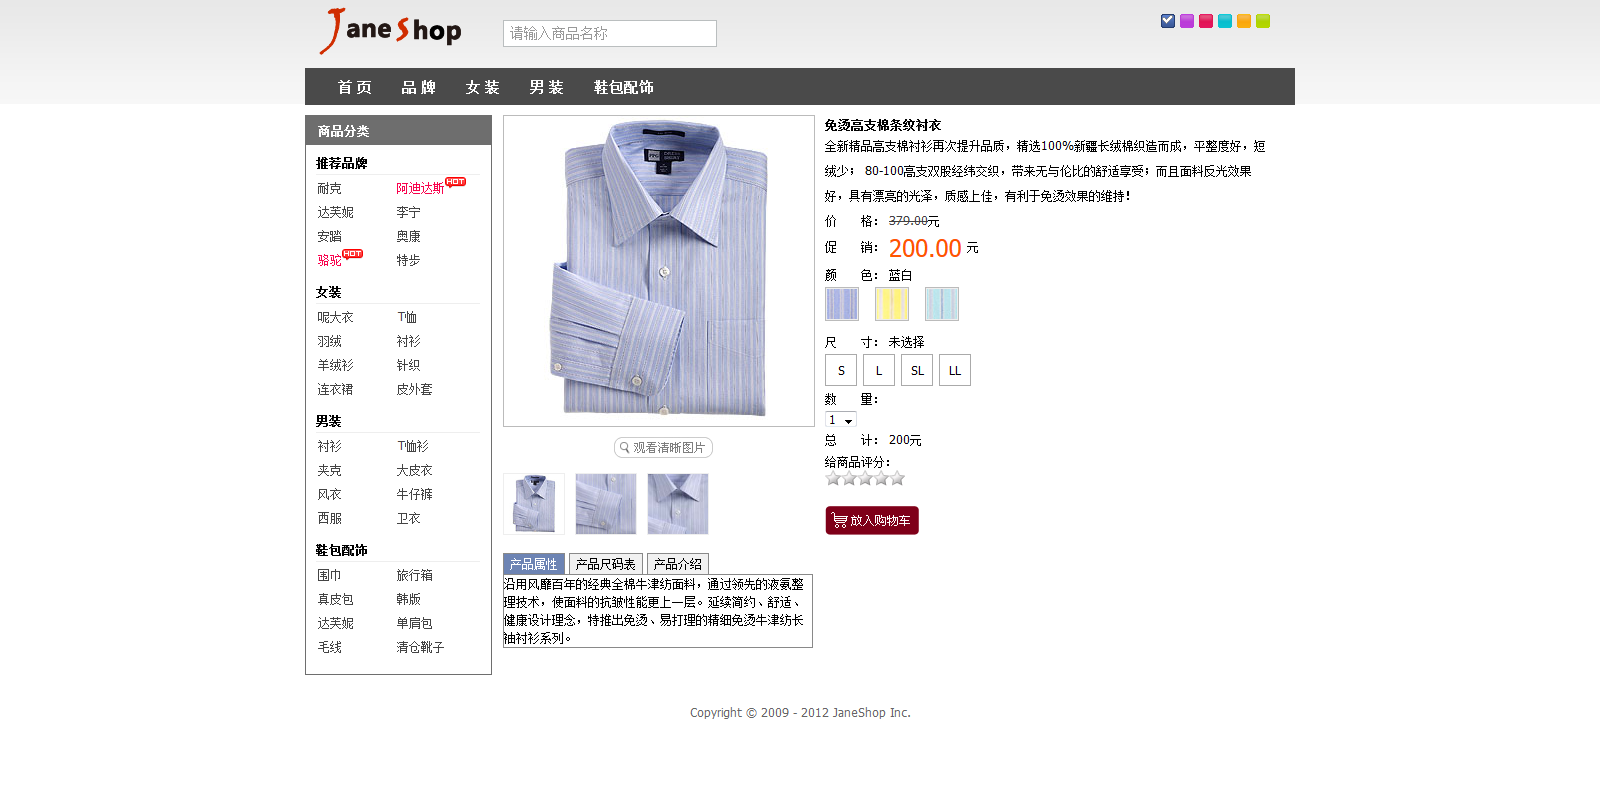 JaneShop
请输入商品名称
首 页 品 牌 女 装 男 装 鞋包配饰
商品分类
推荐品牌
耐克 阿迪达斯 HOT
达芙妮 李宁
安踏 奥康
骆驼 HOT 特步
女装
呢大衣 T恤
羽绒 衬衫
羊绒衫 针织
连衣裙 皮外套
男装
衬衫 T恤衫
夹克 大皮衣
风衣 牛仔裤
西服 卫衣
鞋包配饰
围巾 旅行箱
真皮包 韩版
达芙妮 单肩包
毛线 清仓靴子
观看清晰图片
产品属性 产品尺码表 产品介绍
沿用风靡百年的经典全棉牛津纺面料，通过领先的液氨整
理技术，使面料的抗皱性能更上一层。延续简约、舒适、
健康设计理念，特推出免烫、易打理的精细免烫牛津纺长
袖衬衫系列。
免烫高支棉条纹衬衣
全新精品高支棉衬衫再次提升品质，精选100%新疆长绒棉织造而成，平整度好，短
绒少； 80-100高支双股经纬交织，带来无与伦比的舒适享受；而且面料反光效果
好，具有漂亮的光泽，质感上佳，有利于免烫效果的维持！
价 格： 379.00元
促 销： 200.00 元
颜 色： 蓝白
尺 寸： 未选择
S L SL LL
数 量：
1
总 计： 200元
给商品评分：
放入购物车
Copyright © 2009 - 2012 JaneShop Inc.